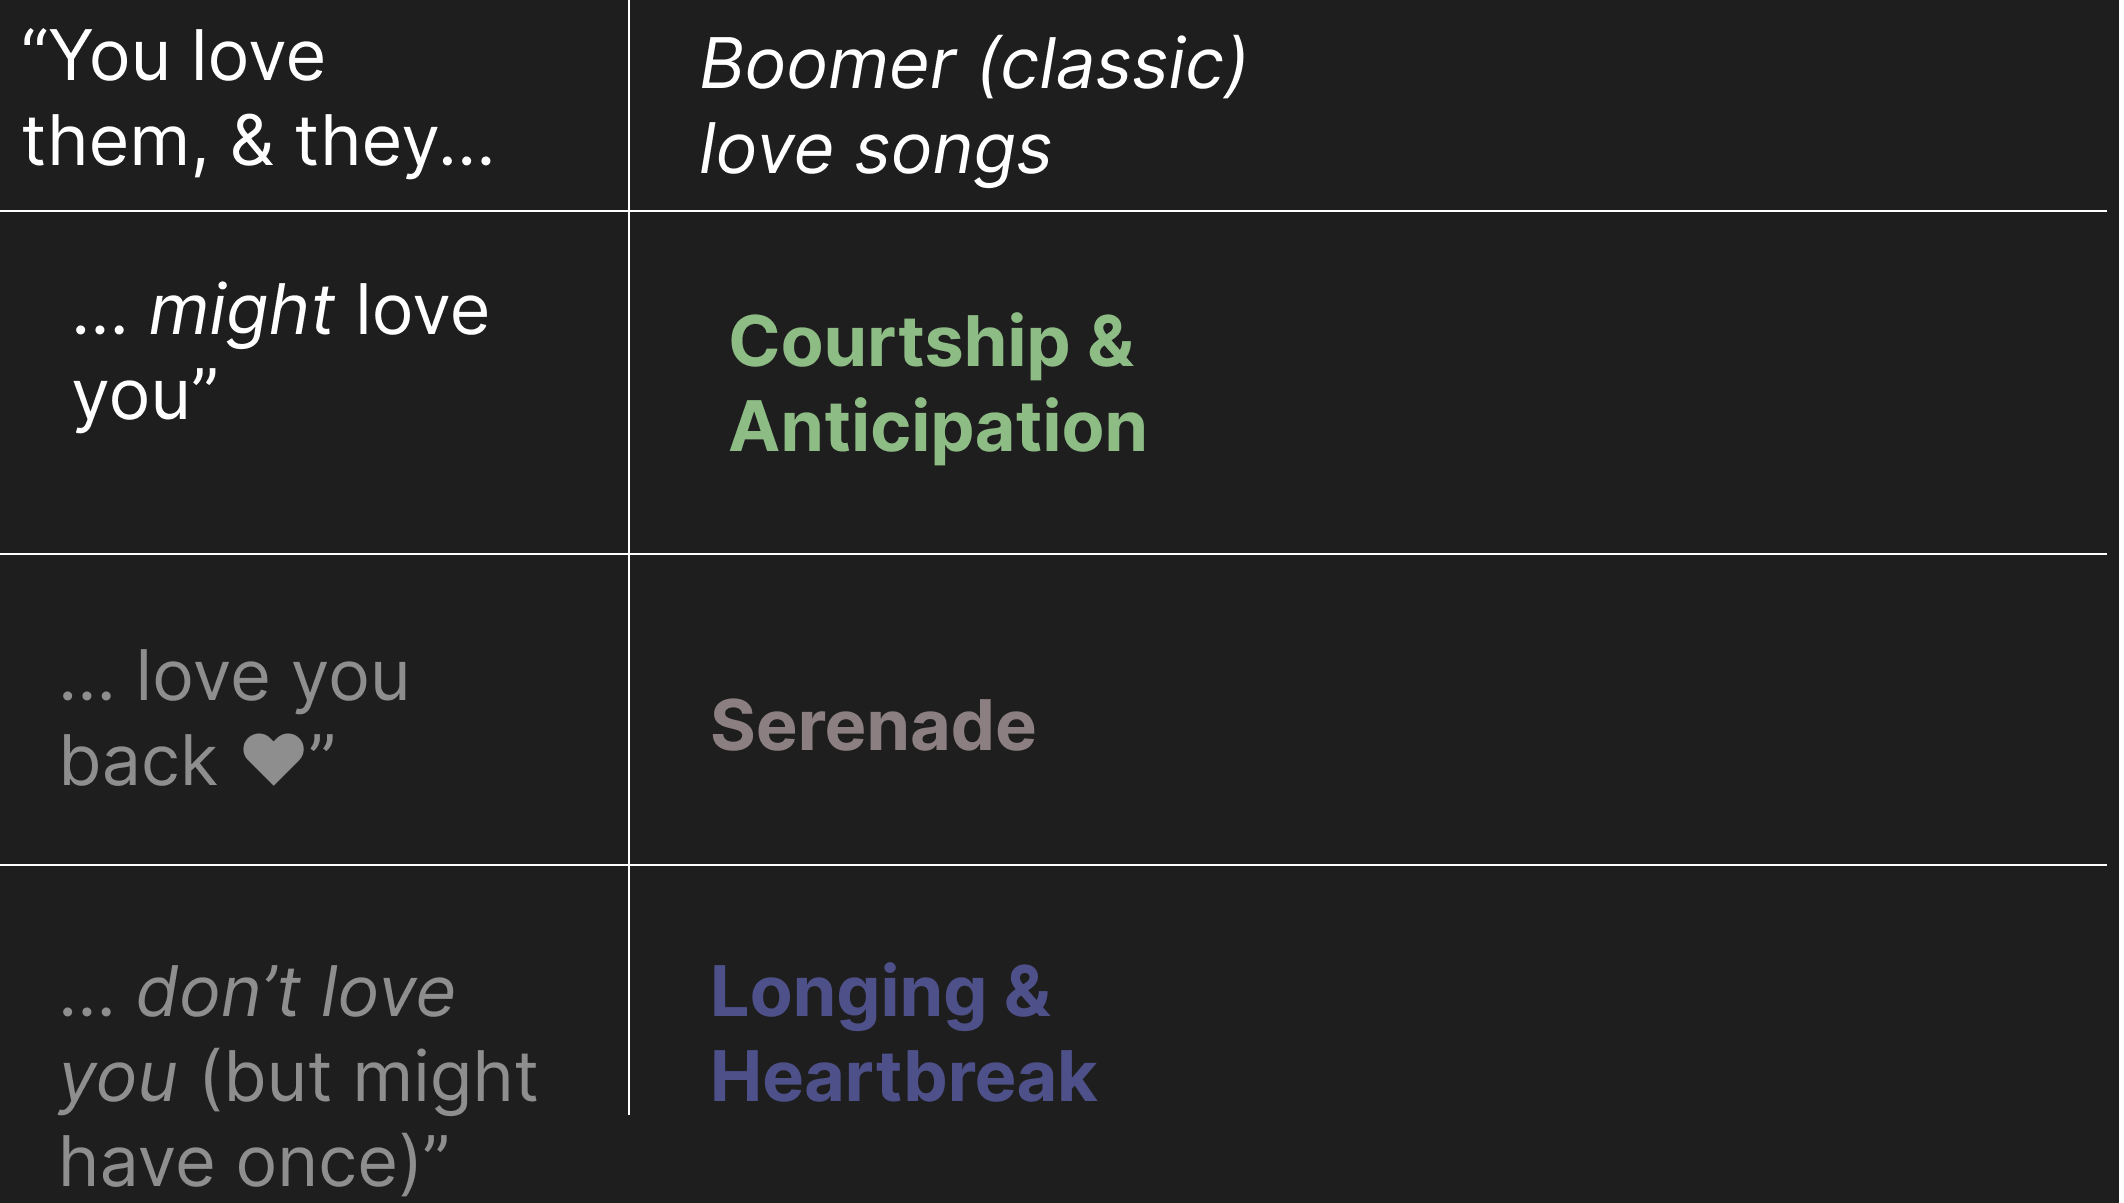 “You love
them, & they...
Boomer (classic)
love songs
... might love
you”
Courtship &
Anticipation
... love you
back ♥”
Serenade
... don’t love
you (but might
have once)”
Longing &
Heartbreak